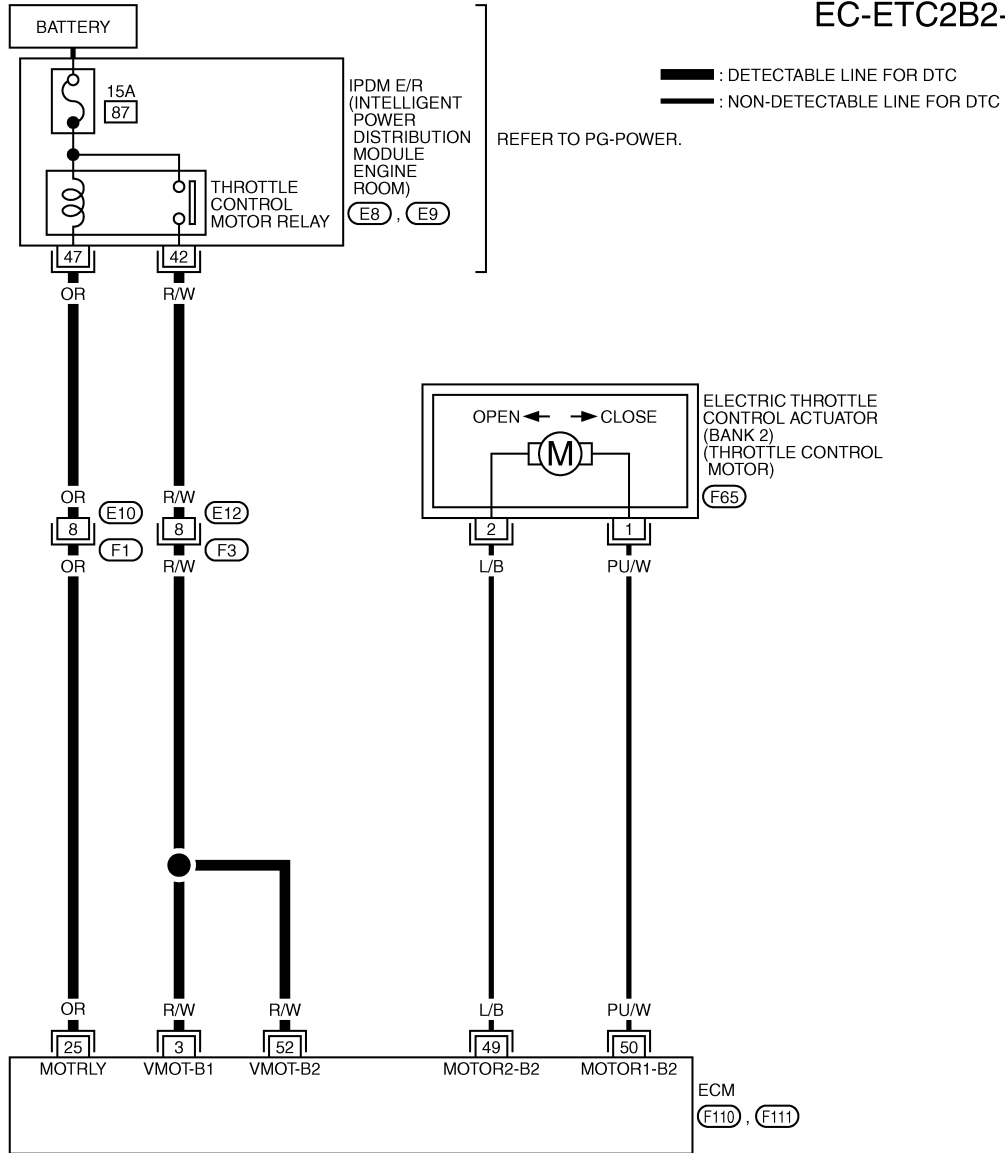 EC-ETC2B2-
BATTERY
: DETECTABLE LINE FOR DTC
: NON-DETECTABLE LINE FOR DTC
15A
87
IPDM E/R
(INTELLIGENT
POWER
DISTRIBUTION
MODULE
ENGINE
ROOM)
E8 , E9
REFER TO PG-POWER.
THROTTLE
CONTROL
MOTOR RELAY
47 42
OR R/W
OPEN CLOSE
M
ELECTRIC THROTTLE
CONTROL ACTUATOR
(BANK 2)
(THROTTLE CONTROL
MOTOR)
F65
OR R/W
8 E10 8 E12
F1 F3
OR R/W
2 1
L/B PU/W
OR R/W R/W L/B PU/W
25 3 52 49 50
MOTRLY VMOT-B1 VMOT-B2 MOTOR2-B2 MOTOR1-B2
ECM
F110 , F111